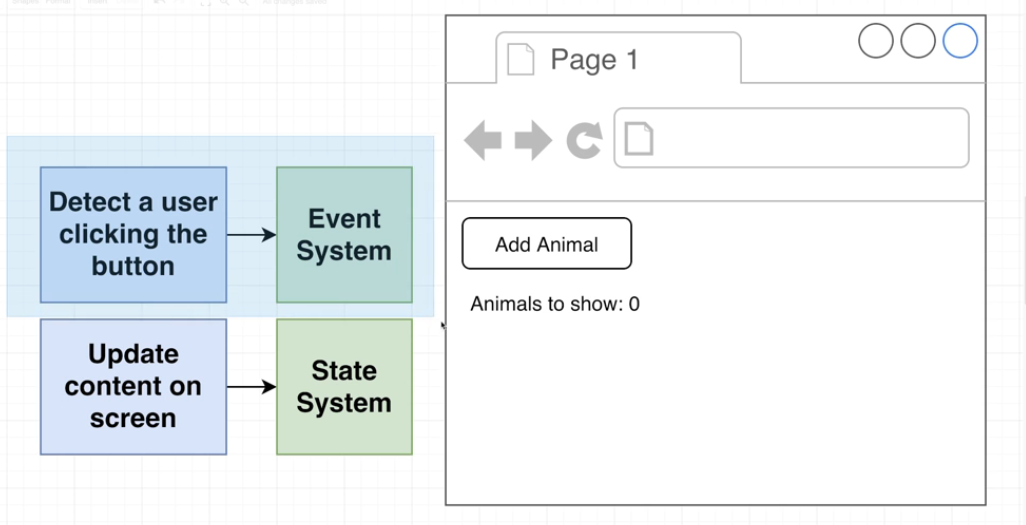 Page 1
Detect a user
clicking the
button
Event
System
Add Animal
Animals to show: 0
Update
content on
screen
State
System